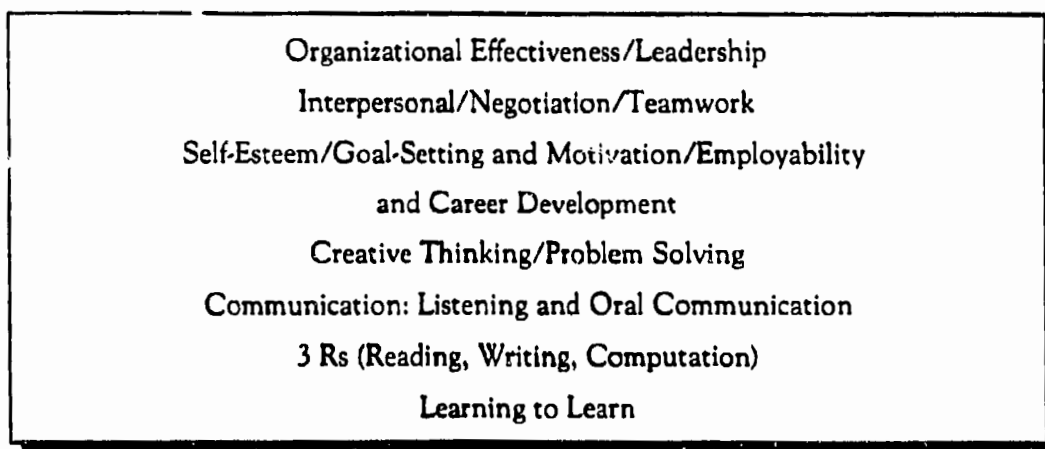 Organizational Effectiveness/Leadership
Interpersonal/Negotiation/Teamwork
Self-Esteem/Goal-Setting and Motivation/Employability
and Career Development
Creative Thinking/Problem Solving
Communication: Listening and Oral Communication
3 Rs (Reading, Writing, Computation)
Learning to Learn